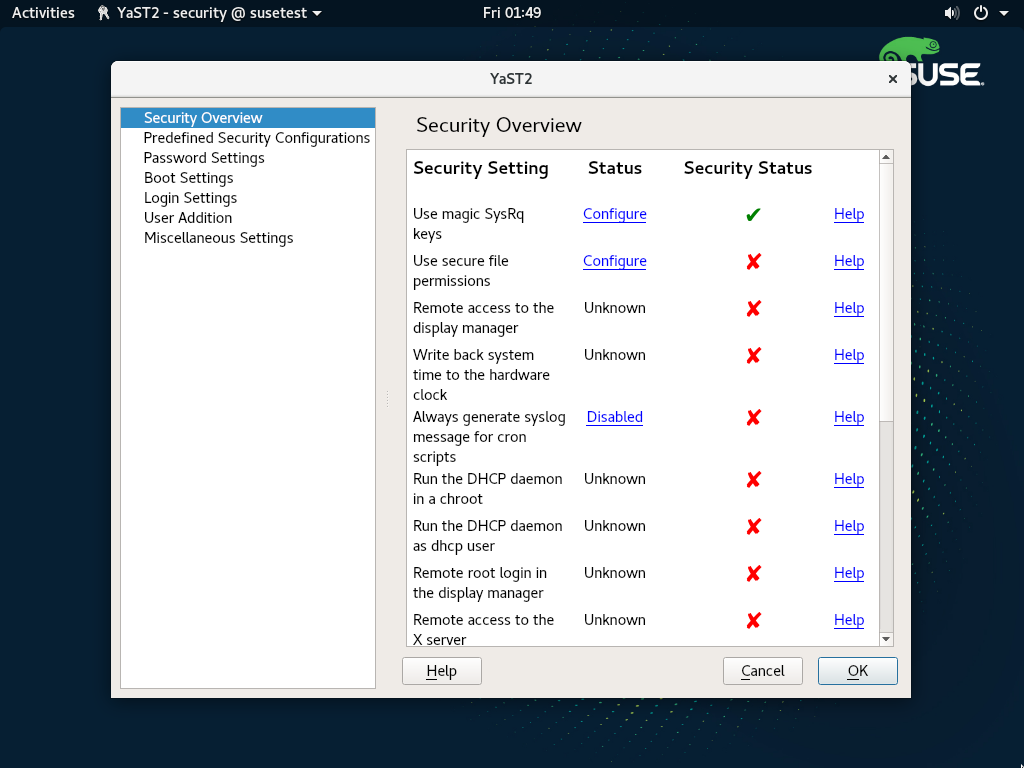 Activities
YaST2 - security @ susetest
Fri 01:49
SUSE
YaST2
Security Overview
Predefined Security Configurations
Password Settings
Boot Settings
Login Settings
User Addition
Miscellaneous Settings
Security Overview
Security Setting Status Security Status
Use magic SysRq Configure ✔ Help
keys
Use secure file Configure ✘ Help
permissions
Remote access to the Unknown ✘ Help
display manager
Write back system Unknown ✘ Help
time to the hardware
clock
Always generate syslog Disabled ✘ Help
message for cron
scripts
Run the DHCP daemon Unknown ✘ Help
in a chroot
Run the DHCP daemon Unknown ✘ Help
as dhcp user
Remote root login in Unknown ✘ Help
the display manager
Remote access to the Unknown ✘ Help
X server
Help Cancel OK